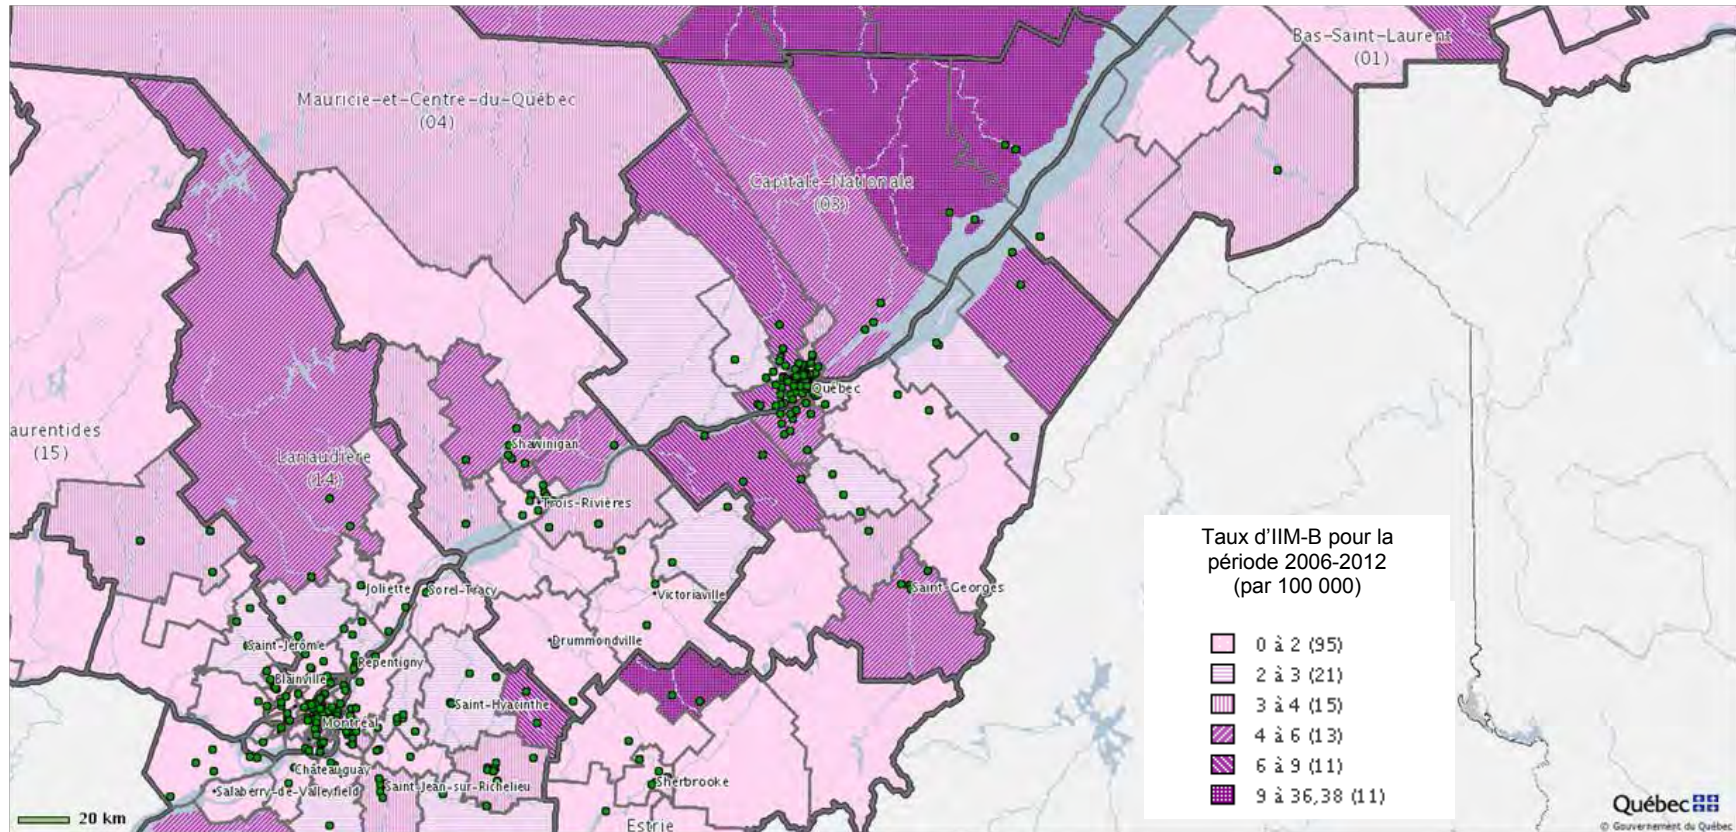 Bas-Saint-Laurent
(01)
Mauricie-et-Centre-du-Québec
(04)
Capitale-Nationale
(03)
Québec
aurentides
(15)
Lanaudière
(14)
Shawinigan
Trois-Rivières
Joliette
Sorel-Tracy
Victoriaville
Saint-Georges
Saint-Jérôme
Drummondville
Repentigny
Blainville
Saint-Hyacinthe
Montréal
Châteauguay
Sherbrooke
Salaberry-de-Valleyfield
Saint-Jean-sur-Richelieu
Estrie
20 km
Taux d'IIM-B pour la
période 2006-2012
(par 100 000)
0 à 2 (95)
2 à 3 (21)
3 à 4 (15)
4 à 6 (13)
6 à 9 (11)
9 à 36,38 (11)
Québec
© Gouvernement du Québec